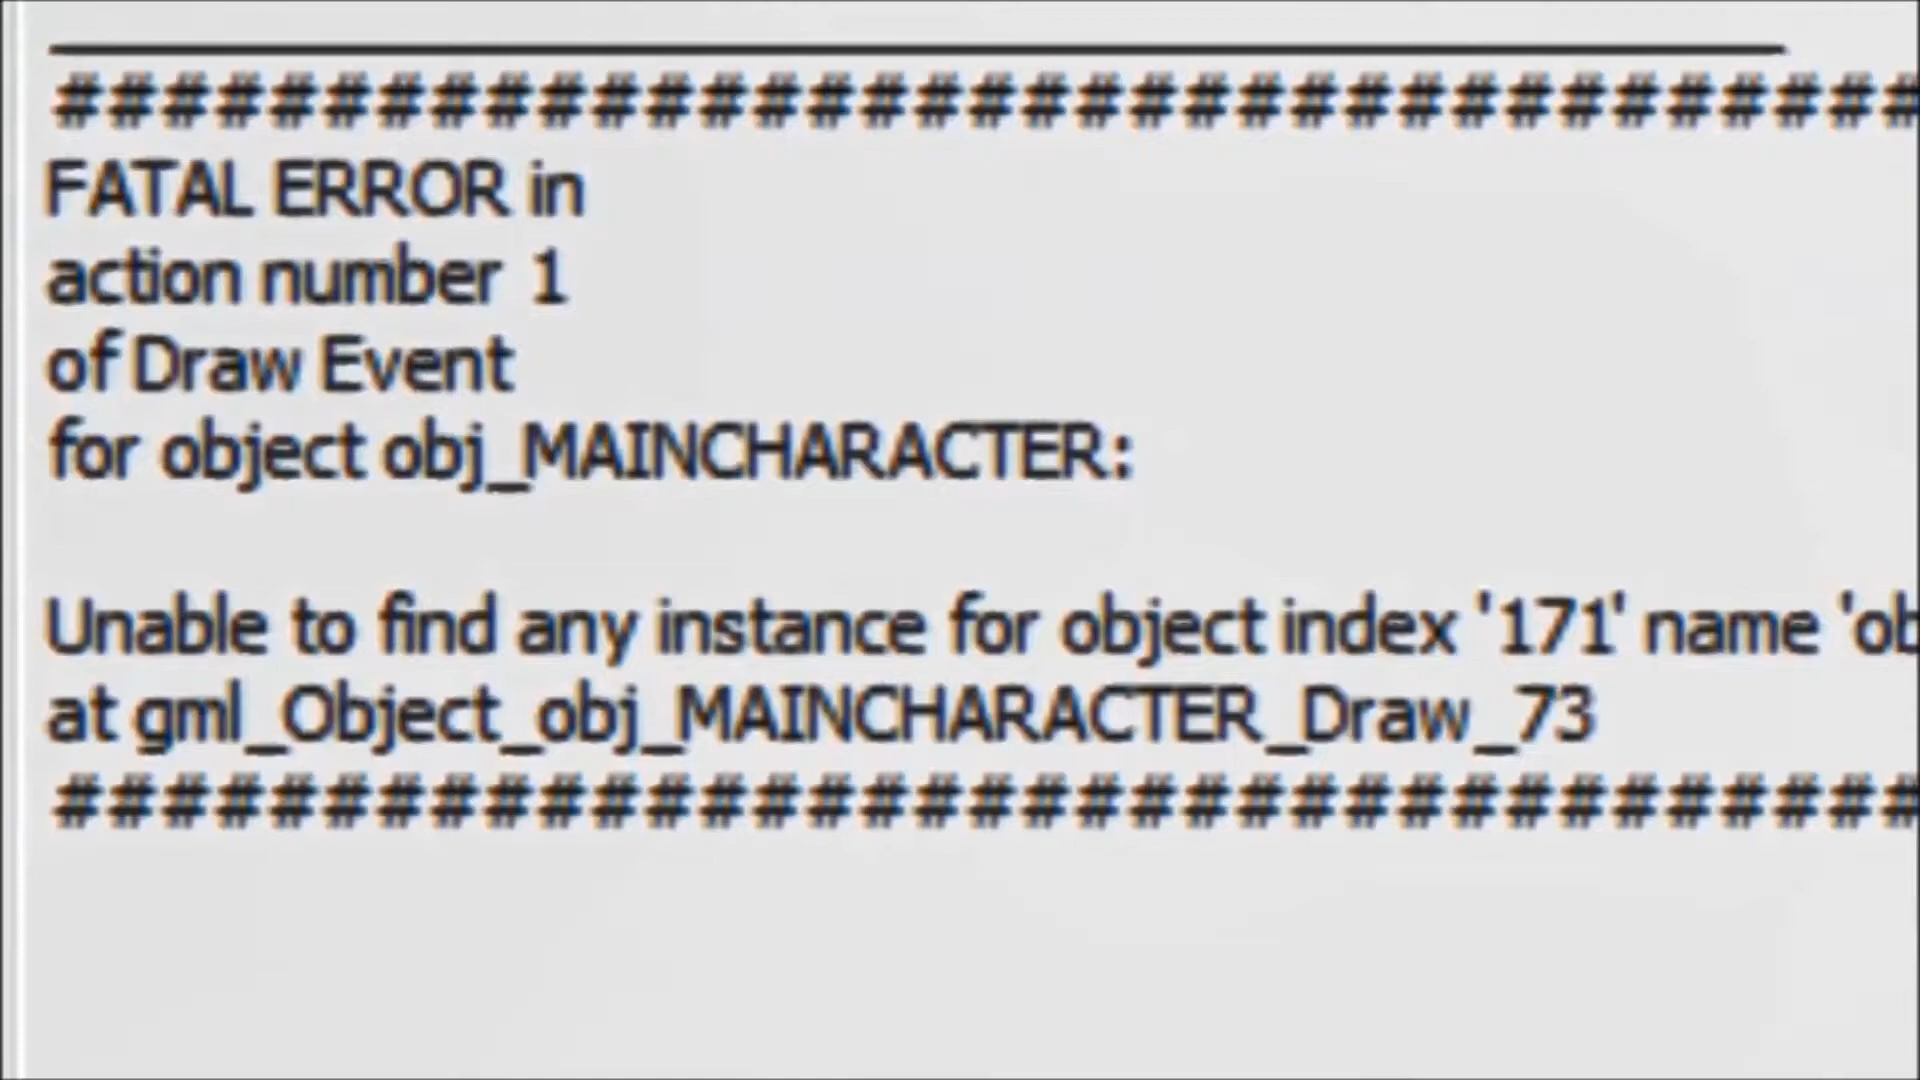 ###################################
FATAL ERROR in
action number 1
of Draw Event
for object obj_MAINCHARACTER:
Unable to find any instance for object index '171' name 'ob
at gml_Object_obj_MAINCHARACTER_Draw_73
###################################